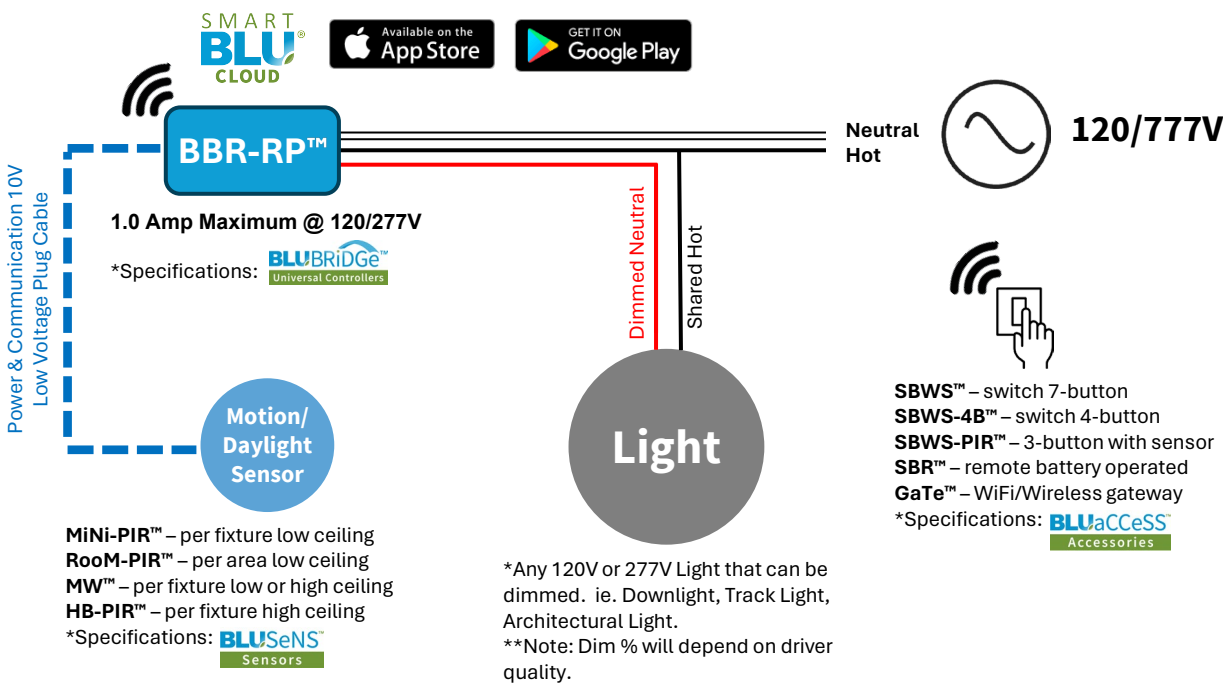 SMART
BLU®
CLOUD
Available on the
App Store
GET IT ON
Google Play
BBR-RP™
Neutral
Hot
120/777V
Power & Communication 10V
Low Voltage Plug Cable
1.0 Amp Maximum @ 120/277V
*Specifications: BLUBRiDGe™
Universal Controllers
Dimmed Neutral
Shared Hot
Motion/
Daylight
Sensor
Light
MiNi-PIR™ – per fixture low ceiling
RooM-PIR™ – per area low ceiling
MW™ – per fixture low or high ceiling
HB-PIR™ – per fixture high ceiling
*Specifications: BLUSeNS™
Sensors
*Any 120V or 277V Light that can be
dimmed. ie. Downlight, Track Light,
Architectural Light.
**Note: Dim % will depend on driver
quality.
SBWS™ – switch 7-button
SBWS-4B™ – switch 4-button
SBWS-PIR™ – 3-button with sensor
SBR™ – remote battery operated
GaTe™ – WiFi/Wireless gateway
*Specifications: BLUaCCeSS™
Accessories